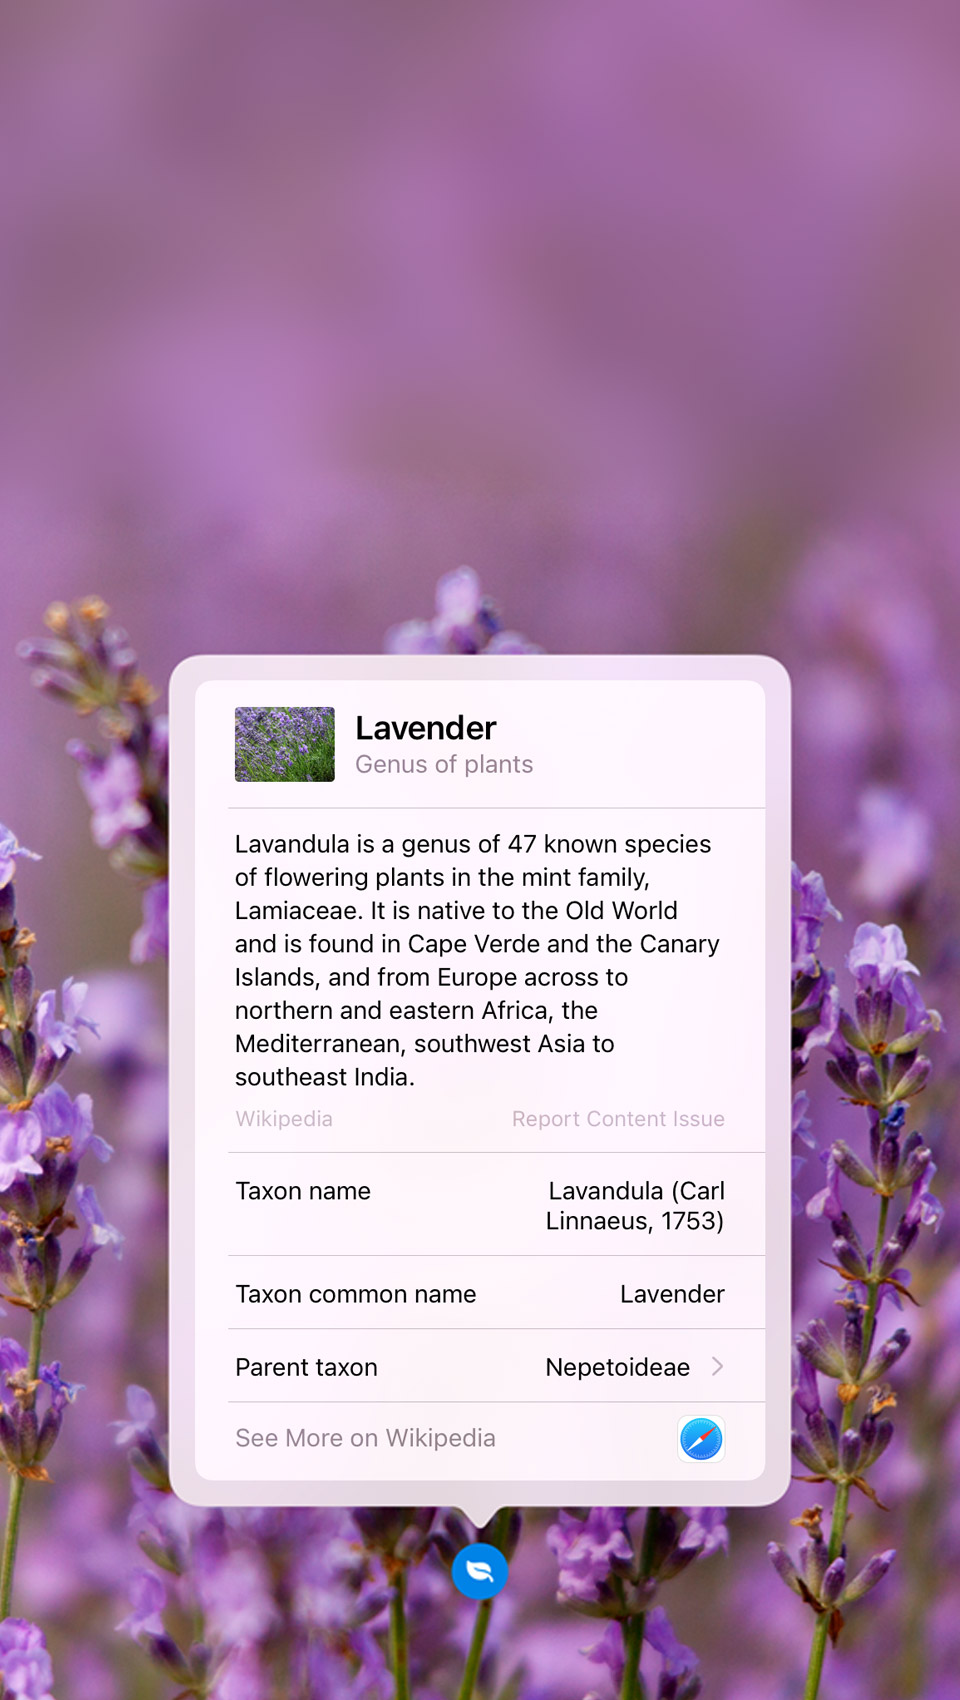 Lavender
Genus of plants
Lavandula is a genus of 47 known species
of flowering plants in the mint family,
Lamiaceae. It is native to the Old World
and is found in Cape Verde and the Canary
Islands, and from Europe across to
northern and eastern Africa, the
Mediterranean, southwest Asia to
southeast India.
Wikipedia Report Content Issue
Taxon name Lavandula (Carl
Linnaeus, 1753)
Taxon common name Lavender
Parent taxon Nepetoideae
See More on Wikipedia